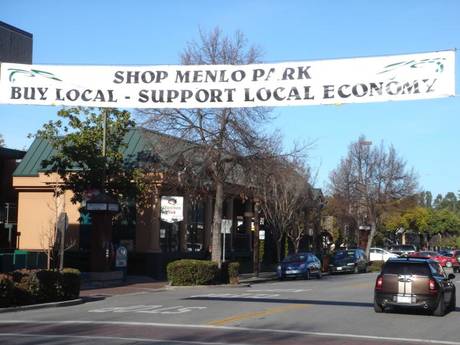 SHOP MENLO PARK
BUY LOCAL - SUPPORT LOCAL ECONOMY